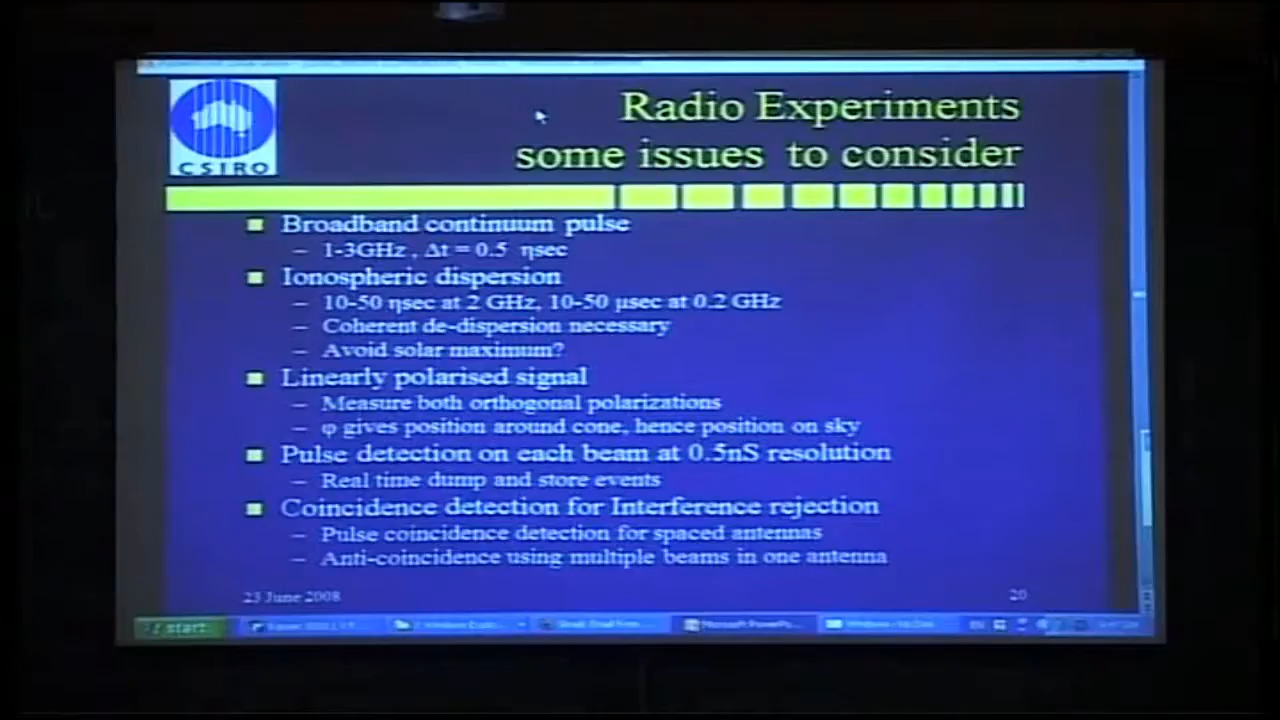 CSIRO
Radio Experiments
some issues to consider
Broadband continuum pulse
– 1-3GHz , Δt = 0.5 ηsec
Ionospheric dispersion
– 10-50 ηsec at 2 GHz, 10-50 μsec at 0.2 GHz
– Coherent de-dispersion necessary
– Avoid solar maximum?
Linearly polarised signal
– Measure both orthogonal polarizations
– φ gives position around cone, hence position on sky
Pulse detection on each beam at 0.5nS resolution
– Real time dump and store events
Coincidence detection for Interference rejection
– Pulse coincidence detection for spaced antennas
– Anti-coincidence using multiple beams in one antenna
23 June 2008
20
start
Microsoft PowerPo...
EN